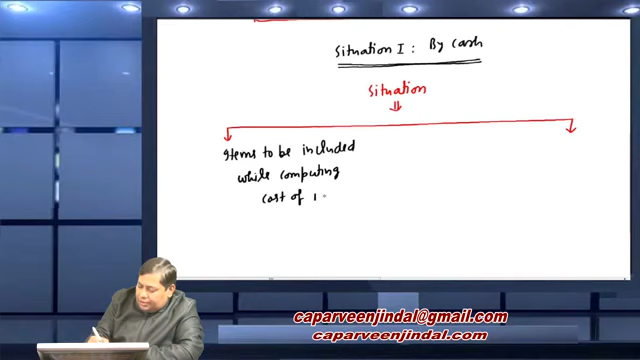 Situation I : By Cash
Situation
Items to be included
while computing
cost of
caparveenjindal@gmail.com
caparveenjindal.com